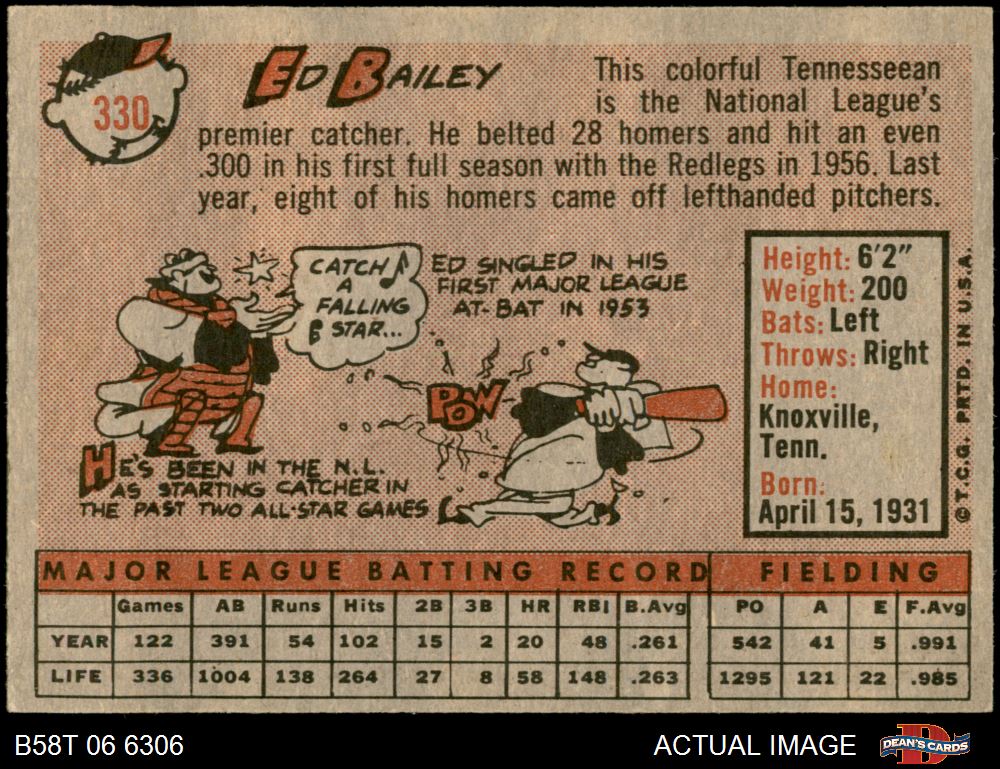 330
ED BAILEY
This colorful Tennesseean
is the National League's
premier catcher. He belted 28 homers and hit an even
.300 in his first full season with the Redlegs in 1956. Last
year, eight of his homers came off lefthanded pitchers.
CATCH
A
FALLING
STAR...
ED SINGLED IN HIS
FIRST MAJOR LEAGUE
AT-BAT IN 1953
POW
HE'S BEEN IN THE N.L.
AS STARTING CATCHER IN
THE PAST TWO ALL-STAR GAMES
Height: 6'2"
Weight: 200
Bats: Left
Throws: Right
Home:
Knoxville,
Tenn.
Born:
April 15, 1931
© T.C.G. PRTD. IN U.S.A.
MAJOR LEAGUE BATTING RECORD FIELDING
Games AB Runs Hits 2B 3B HR RBI B.Avg PO A E F.Avg
YEAR 122 391 54 102 15 2 20 48 .261 542 41 5 .991
LIFE 336 1004 138 264 27 8 58 148 .263 1295 121 22 .985
B58T 06 6306
ACTUAL IMAGE
DEAN'S CARDS